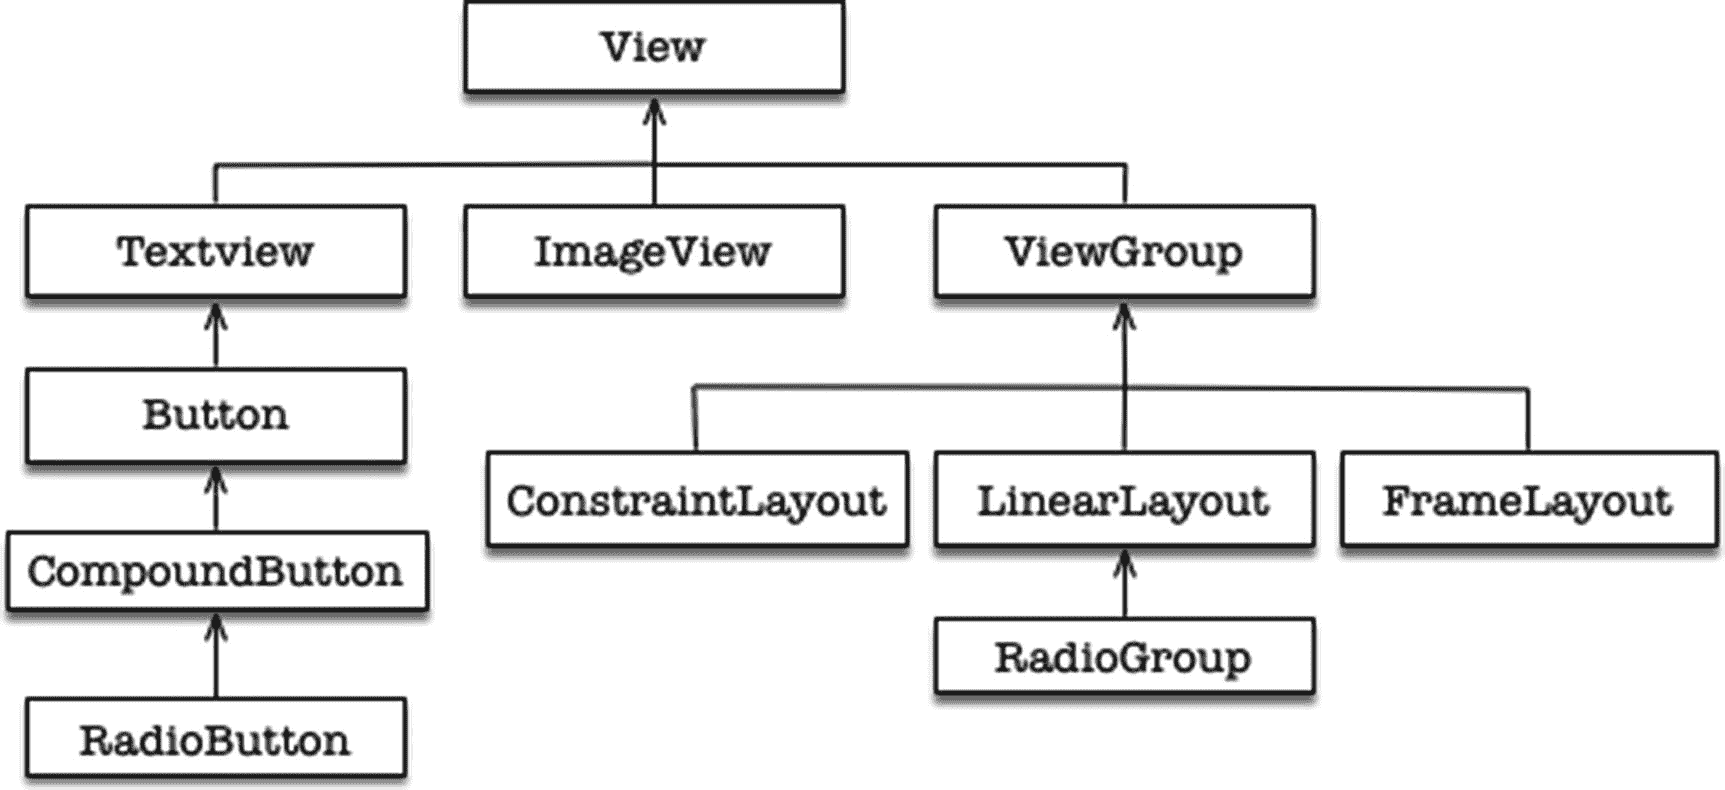 View
Textview
ImageView
ViewGroup
Button
ConstraintLayout
LinearLayout
FrameLayout
CompoundButton
RadioGroup
RadioButton